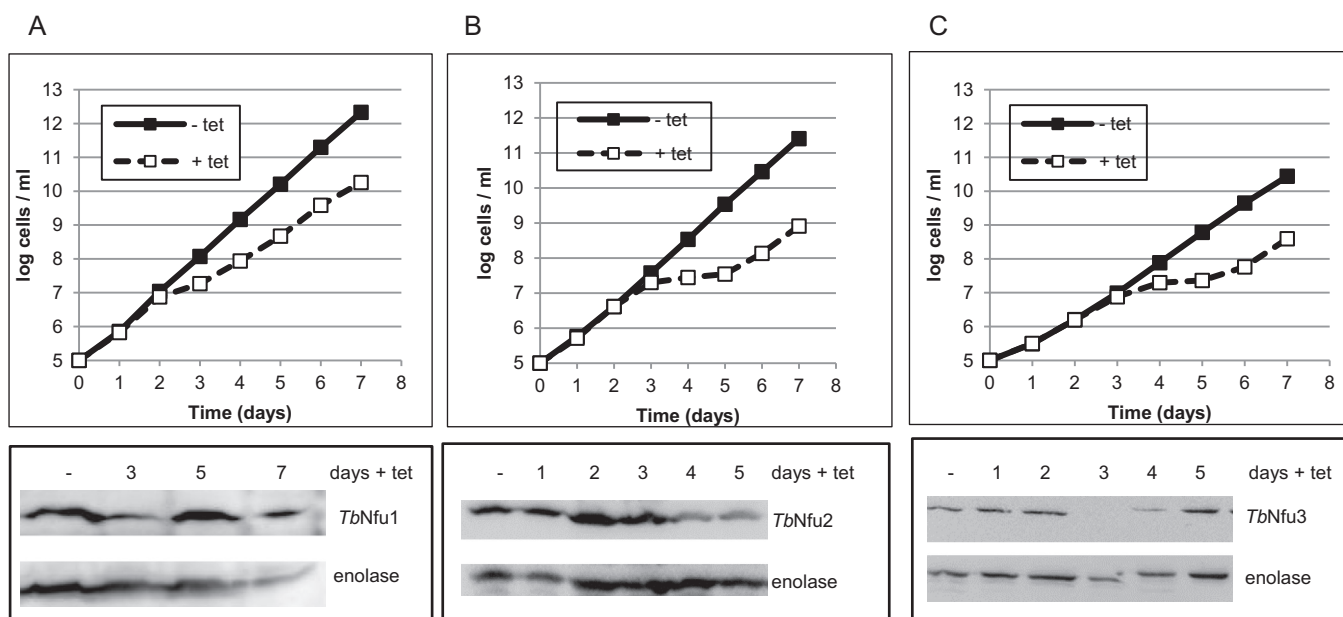 A
13
12
11
10
9
8
7
6
5
log cells / ml
- tet
+ tet
0 1 2 3 4 5 6 7 8
Time (days)
- 3 5 7 days + tet
TbNfu1
enolase
B
13
12
11
10
9
8
7
6
5
log cells / ml
- tet
+ tet
0 1 2 3 4 5 6 7 8
Time (days)
- 1 2 3 4 5 days + tet
TbNfu2
enolase
C
13
12
11
10
9
8
7
6
5
log cells / ml
- tet
+ tet
0 1 2 3 4 5 6 7 8
Time (days)
- 1 2 3 4 5 days + tet
TbNfu3
enolase